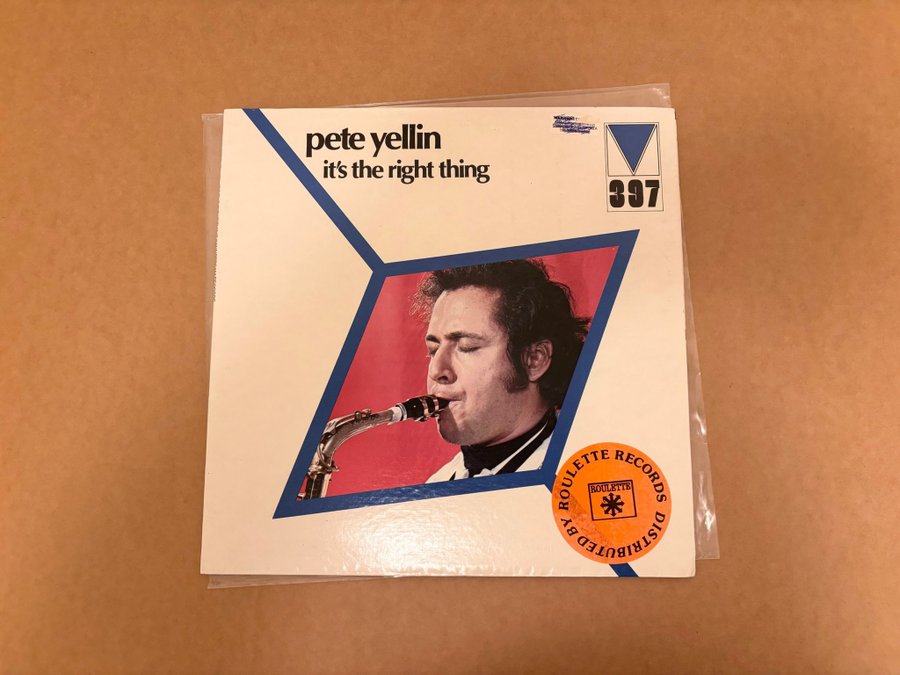 pete yellin
it's the right thing
397
ROULETTE RECORDS DISTRIBUTED BY
ROULETTE